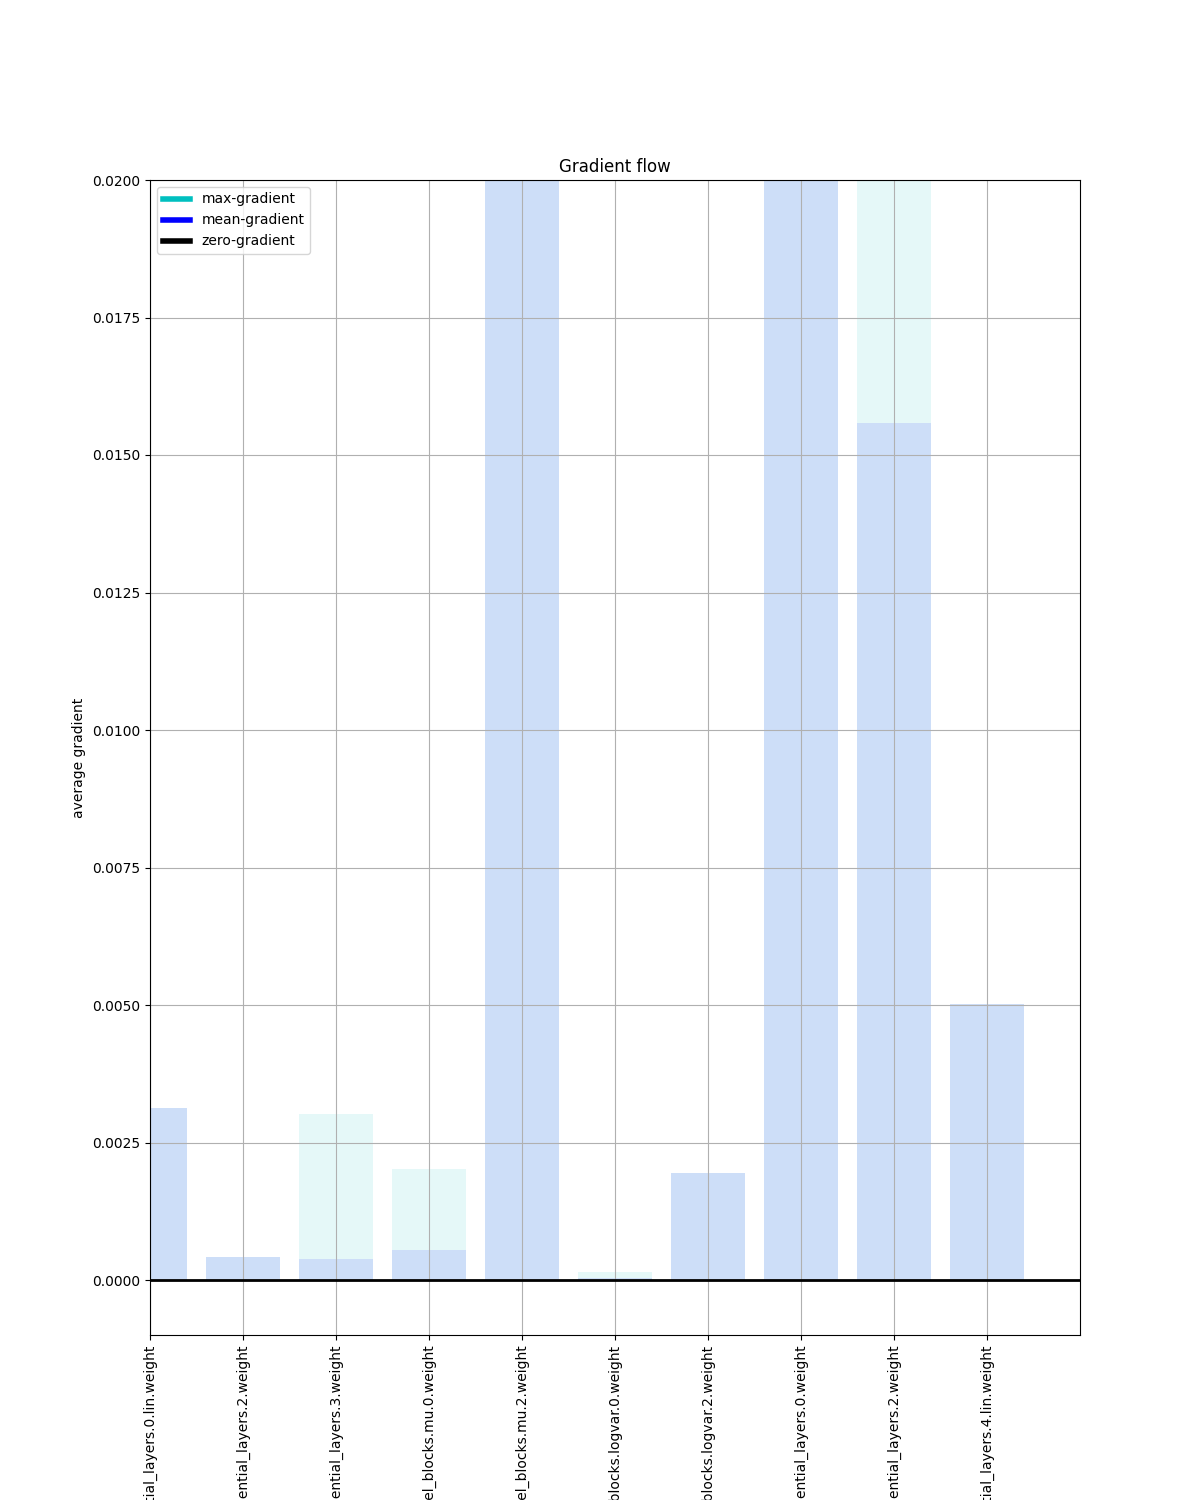 Gradient flow
max-gradient
mean-gradient
zero-gradient
0.0200
0.0175
0.0150
0.0125
0.0100
0.0075
0.0050
0.0025
0.0000
average gradient
tial_layers.0.lin.weight
ential_layers.2.weight
ential_layers.3.weight
el_blocks.mu.0.weight
el_blocks.mu.2.weight
blocks.logvar.0.weight
blocks.logvar.2.weight
ential_layers.0.weight
ential_layers.2.weight
tial_layers.4.lin.weight